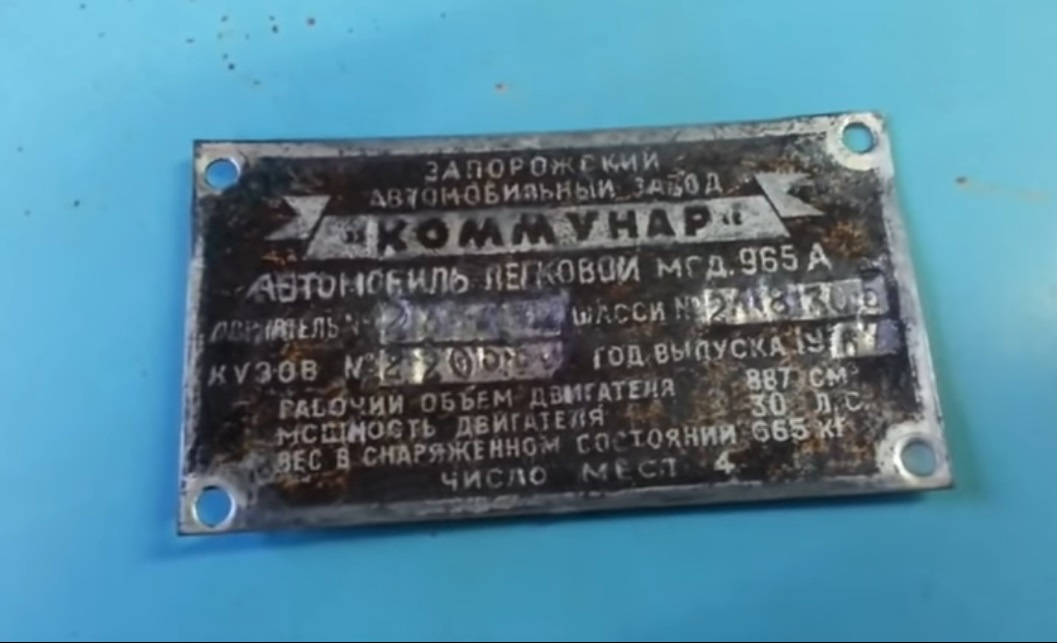 ЗАПОРОЖСКИЙ
АВТОМОБИЛЬНЫЙ ЗАВОД
"КОММУНАР"
АВТОМОБИЛЬ ЛЕГКОВОЙ МОД. 965 А
ДВИГАТЕЛЬ № ШАССИ №
КУЗОВ № ГОД ВЫПУСКА
РАБОЧИЙ ОБЪЕМ ДВИГАТЕЛЯ 887 СМ³
МОЩНОСТЬ ДВИГАТЕЛЯ 30 Л.С.
ВЕС В СНАРЯЖЕННОМ СОСТОЯНИИ 665 КГ
ЧИСЛО МЕСТ 4